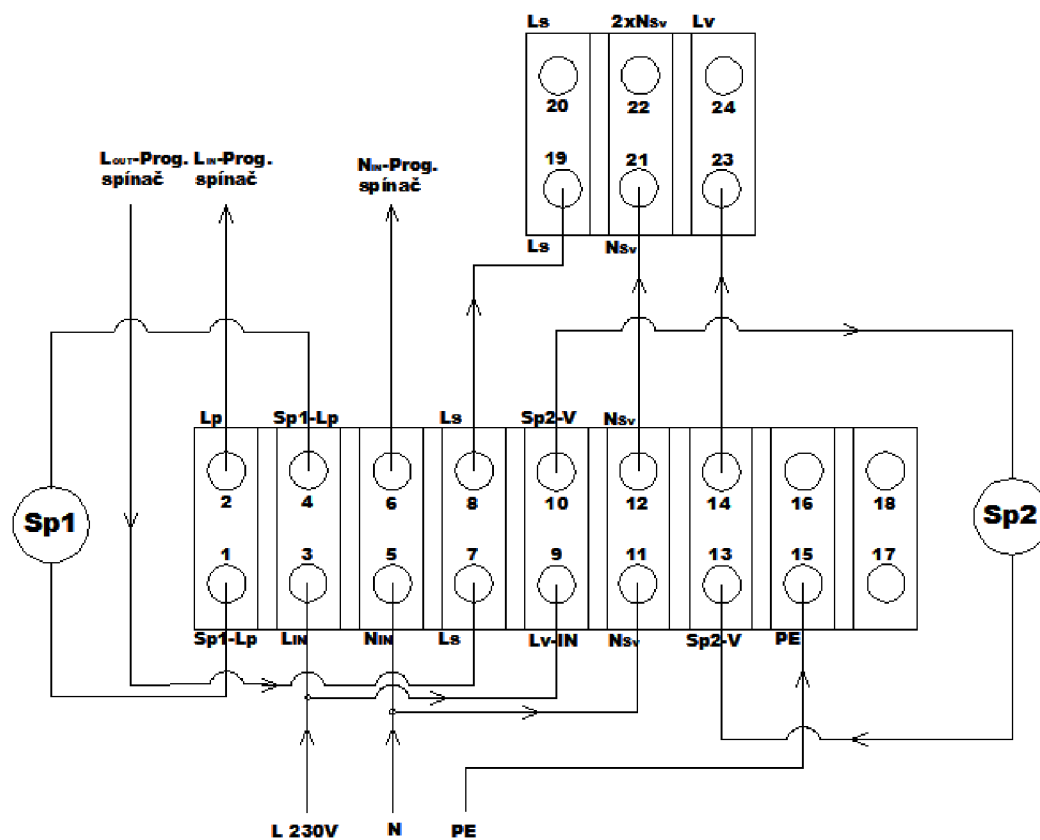 Ls 2xNsv Lv
20 22 24
19 21 23
Ls Nsv
LOUT-Prog. spínač
LIN-Prog. spínač
NIN-Prog. spínač
Lp Sp1-Lp Ls Sp2-V Nsv
2 4 6 8 10 12 14 16 18
Sp1
Sp2
1 3 5 7 9 11 13 15 17
Sp1-Lp LIN NIN Ls Lv-IN Nsv Sp2-V PE
L 230V N PE